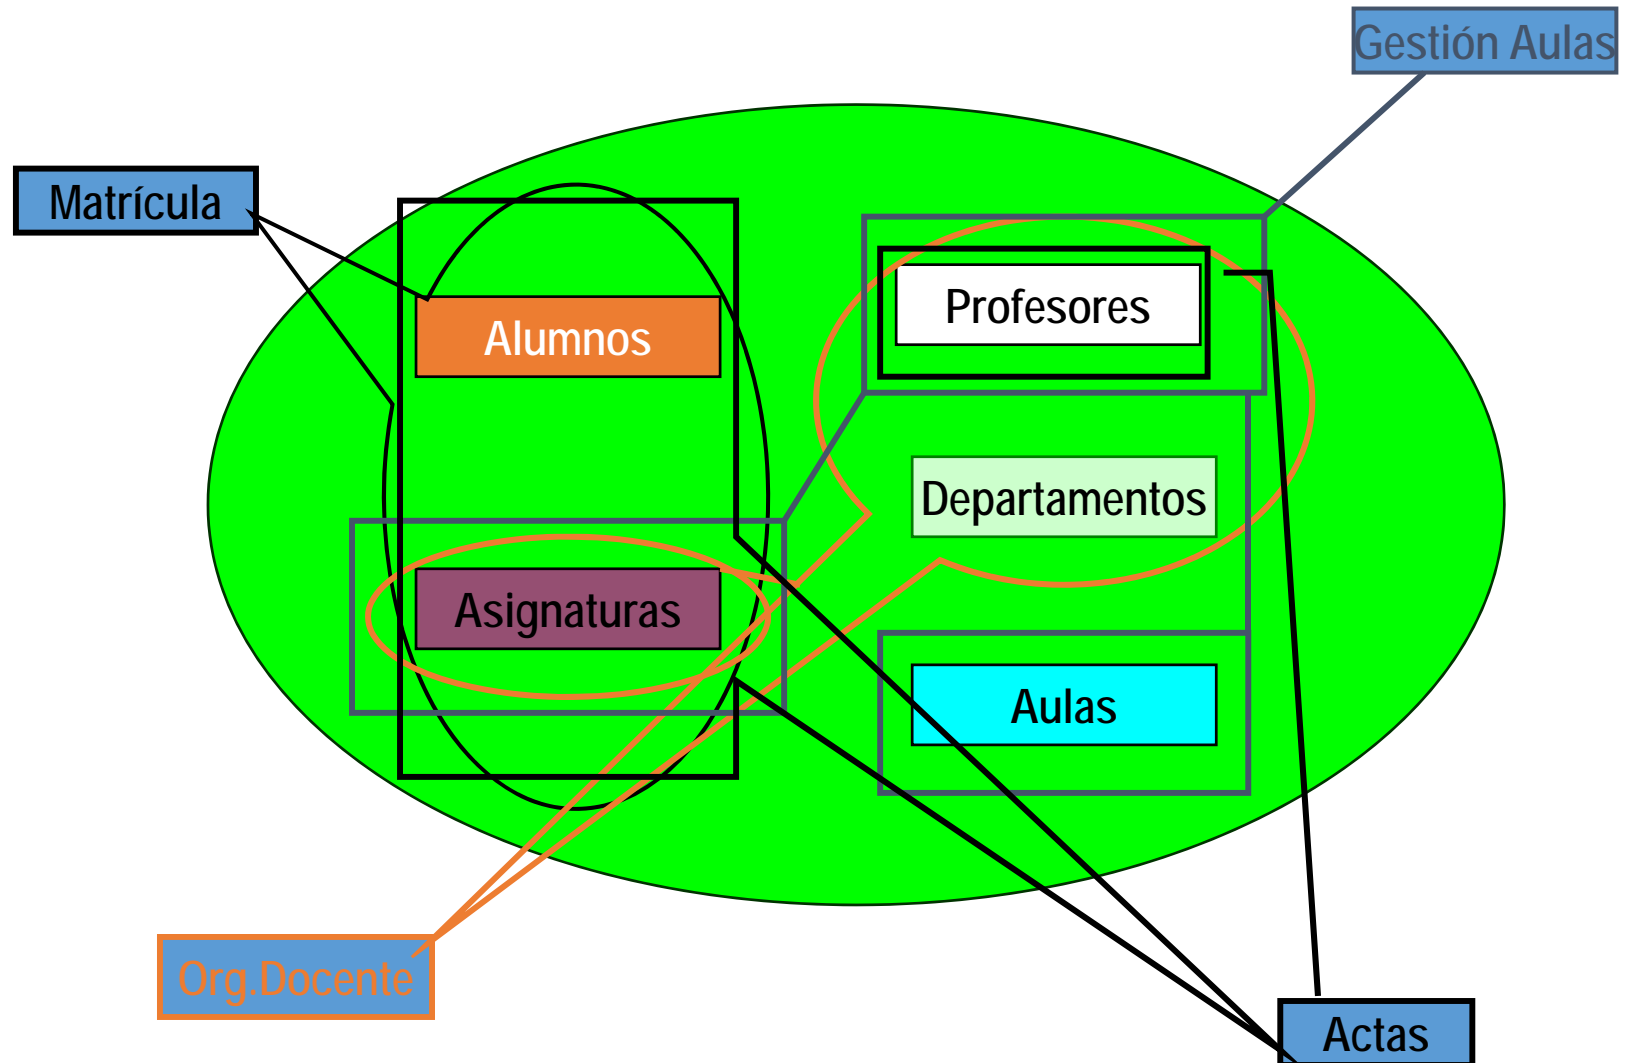 Gestión Aulas
Matrícula
Profesores
Alumnos
Departamentos
Asignaturas
Aulas
Org.Docente
Actas